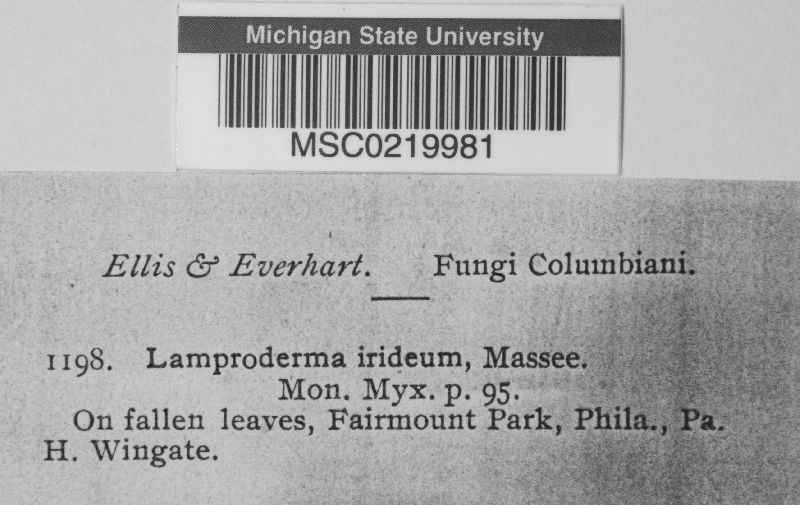 Michigan State University
MSC0219981
Ellis & Everhart. Fungi Columbiani.
1198. Lamproderma irideum, Massee.
Mon. Myx. p. 95.
On fallen leaves, Fairmount Park, Phila., Pa.
H. Wingate.